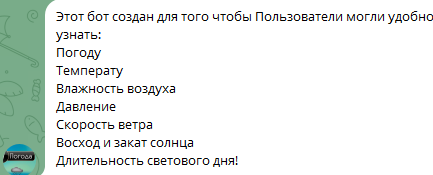 Этот бот создан для того чтобы Пользователи могли удобно
узнать:
Погоду
Температу
Влажность воздуха
Давление
Скорость ветра
Восход и закат солнца
Длительность светового дня!
Погода